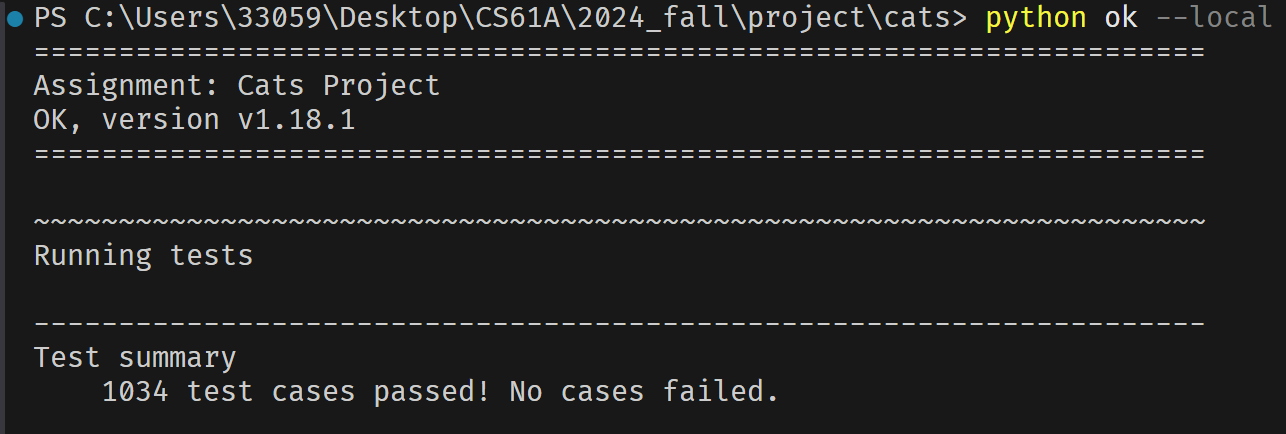 PS C:\Users\33059\Desktop\CS61A\2024_fall\project\cats> python ok --local
=====================================================================
Assignment: Cats Project
OK, version v1.18.1
=====================================================================
~~~~~~~~~~~~~~~~~~~~~~~~~~~~~~~~~~~~~~~~~~~~~~~~~~~~~~~~~~~~~~~~~~~~~
Running tests
---------------------------------------------------------------------
Test summary
    1034 test cases passed! No cases failed.